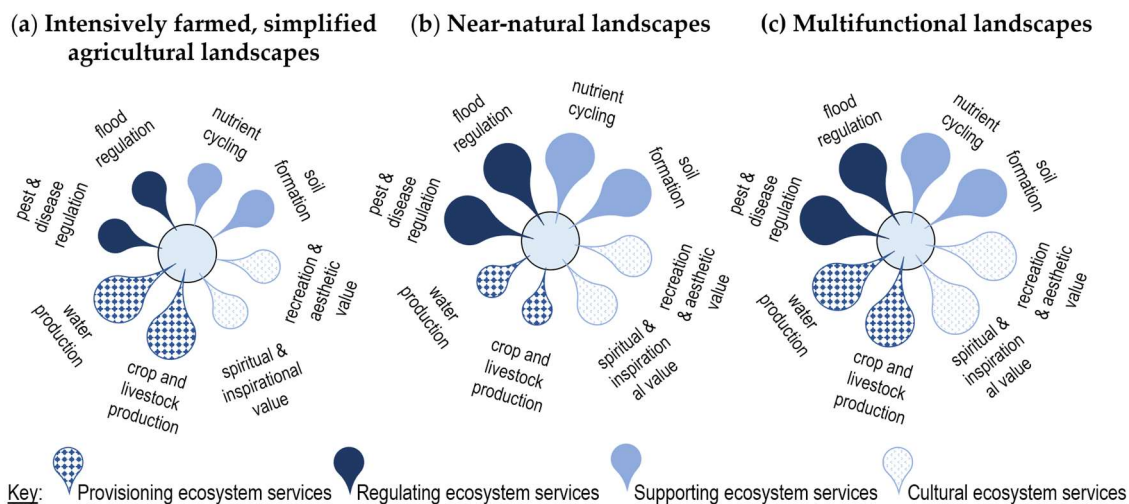 (a) Intensively farmed, simplified
agricultural landscapes
(b) Near-natural landscapes
(c) Multifunctional landscapes
flood
regulation
nutrient
cycling
soil
formation
recreation &
aesthetic
value
spiritual &
inspirational
value
crop and
livestock
production
water
production
pest &
disease
regulation
flood
regulation
nutrient
cycling
soil
formation
recreation
& aesthetic
value
spiritual &
inspiration
al value
crop and
livestock
production
water
production
pest &
disease
regulation
flood
regulation
nutrient
cycling
soil
formation
recreation
& aesthetic
value
spiritual &
inspiration
al value
crop and
livestock
production
water
production
pest &
disease
regulation
Key: Provisioning ecosystem services Regulating ecosystem services Supporting ecosystem services Cultural ecosystem services